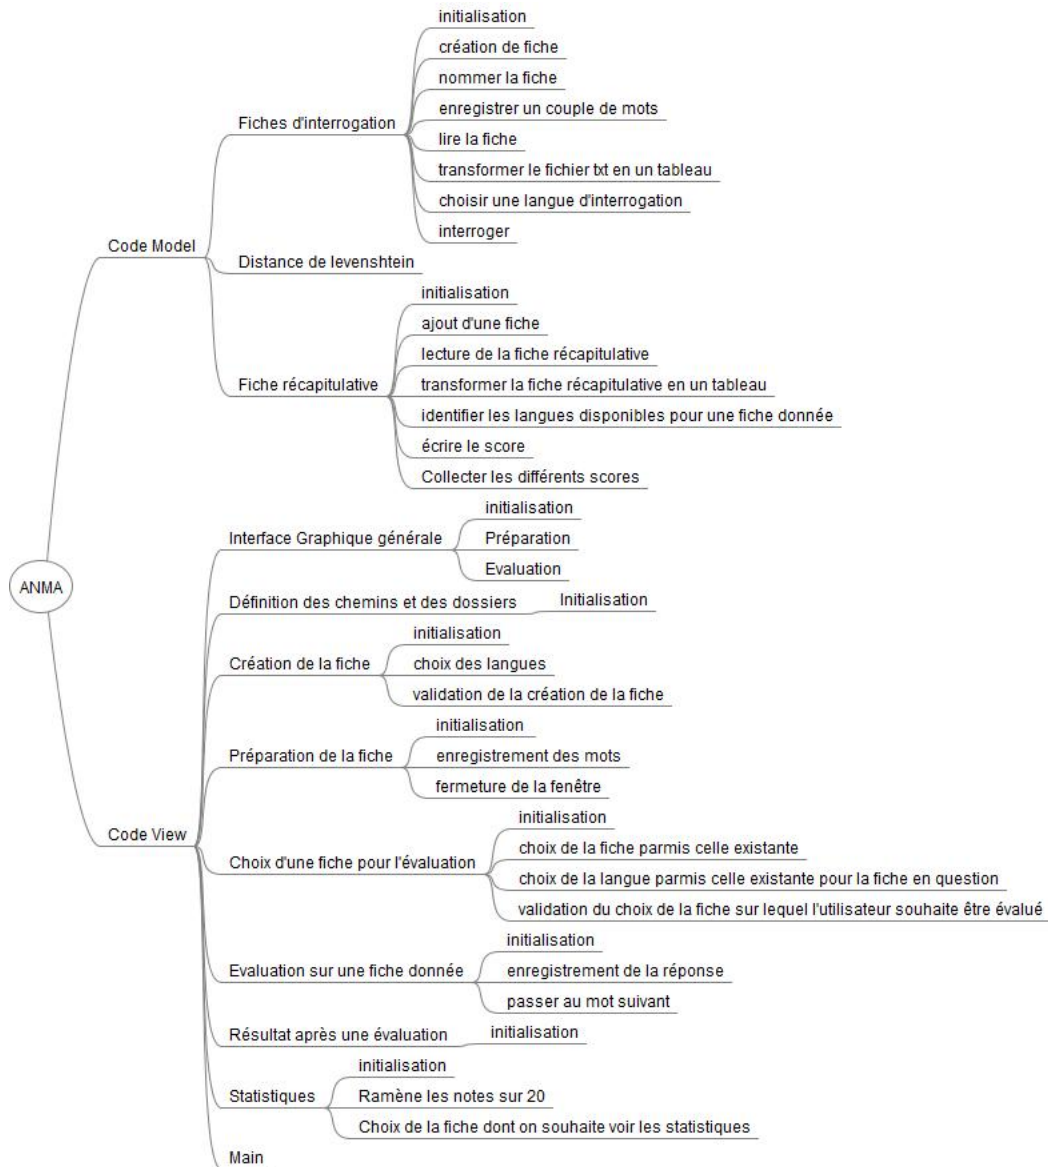 initialisation
création de fiche
nommer la fiche
enregistrer un couple de mots
Fiches d'interrogation
lire la fiche
transformer le fichier txt en un tableau
choisir une langue d'interrogation
interroger
Code Model
Distance de levenshtein
initialisation
ajout d'une fiche
lecture de la fiche récapitulative
Fiche récapitulative
transformer la fiche récapitulative en un tableau
identifier les langues disponibles pour une fiche donnée
écrire le score
Collecter les différents scores
initialisation
Interface Graphique générale
Préparation
Evaluation
ANMA
Définition des chemins et des dossiers
Initialisation
initialisation
Création de la fiche
choix des langues
validation de la création de la fiche
initialisation
Préparation de la fiche
enregistrement des mots
fermeture de la fenêtre
Code View
initialisation
choix de la fiche parmis celle existante
Choix d'une fiche pour l'évaluation
choix de la langue parmis celle existante pour la fiche en question
validation du choix de la fiche sur lequel l'utilisateur souhaite être évalué
initialisation
Evaluation sur une fiche donnée
enregistrement de la réponse
passer au mot suivant
Résultat après une évaluation
initialisation
initialisation
Statistiques
Ramène les notes sur 20
Choix de la fiche dont on souhaite voir les statistiques
Main